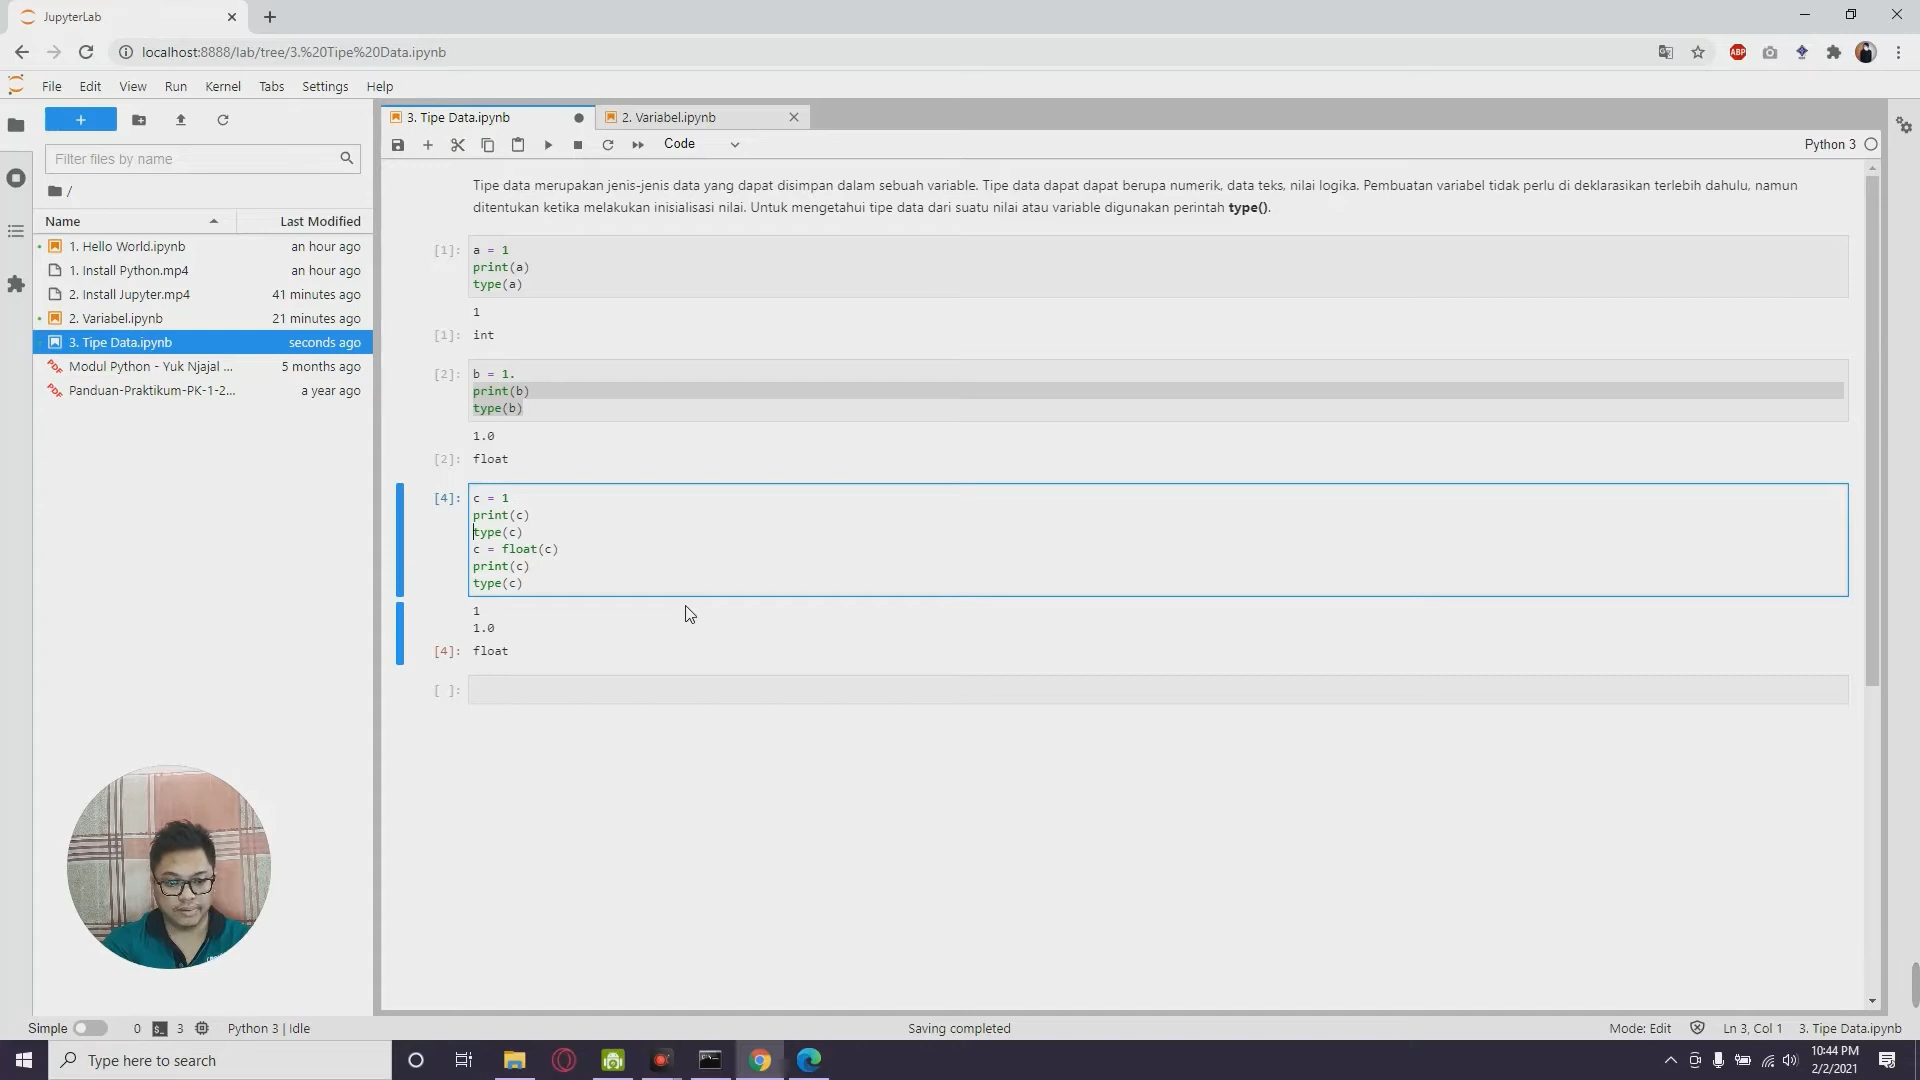 JupyterLab
localhost:8888/lab/tree/3.%20Tipe%20Data.ipynb
ABP
File Edit View Run Kernel Tabs Settings Help
3. Tipe Data.ipynb
2. Variabel.ipynb
Code
Python 3
Filter files by name
/
Name Last Modified
1. Hello World.ipynb an hour ago
1. Install Python.mp4 an hour ago
2. Install Jupyter.mp4 41 minutes ago
2. Variabel.ipynb 21 minutes ago
3. Tipe Data.ipynb seconds ago
Modul Python - Yuk Njajal ... 5 months ago
Panduan-Praktikum-PK-1-2... a year ago
Tipe data merupakan jenis-jenis data yang dapat disimpan dalam sebuah variable. Tipe data dapat dapat berupa numerik, data teks, nilai logika. Pembuatan variabel tidak perlu di deklarasikan terlebih dahulu, namun
ditentukan ketika melakukan inisialisasi nilai. Untuk mengetahui tipe data dari suatu nilai atau variable digunakan perintah type().
[1]: a = 1
print(a)
type(a)
1
[1]: int
[2]: b = 1.
print(b)
type(b)
1.0
[2]: float
[4]: c = 1
print(c)
type(c)
c = float(c)
print(c)
type(c)
1
1.0
[4]: float
[ ]:
Simple 0 3 Python 3 | Idle Saving completed Mode: Edit Ln 3, Col 1 3. Tipe Data.ipynb
Type here to search
10:44 PM
2/2/2021